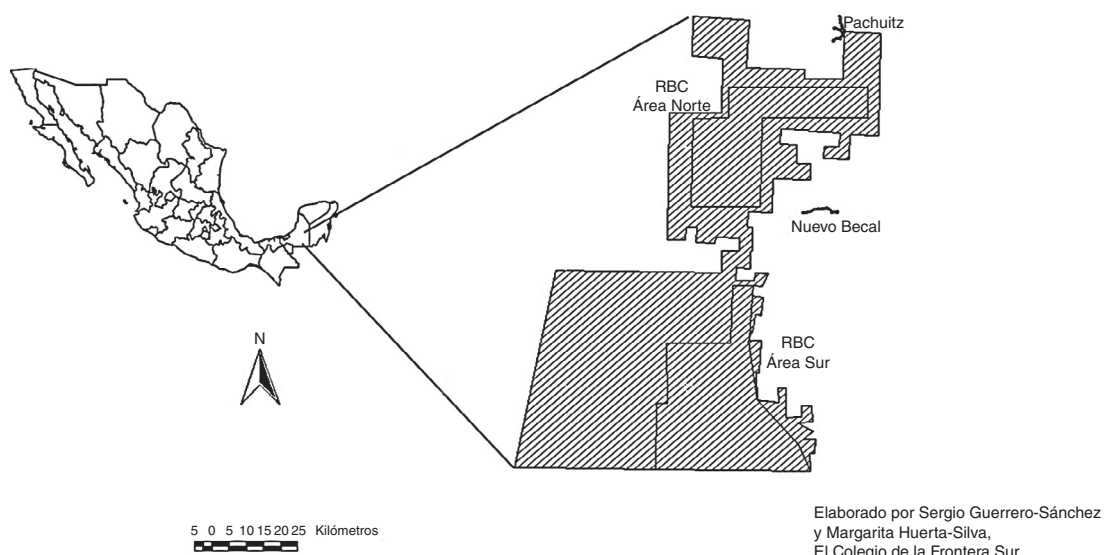 Pachuitz
RBC
Área Norte
Nuevo Becal
RBC
Área Sur
N
5 0 5 10 15 20 25 Kilómetros
Elaborado por Sergio Guerrero-Sánchez
y Margarita Huerta-Silva,
El Colegio de la Frontera Sur